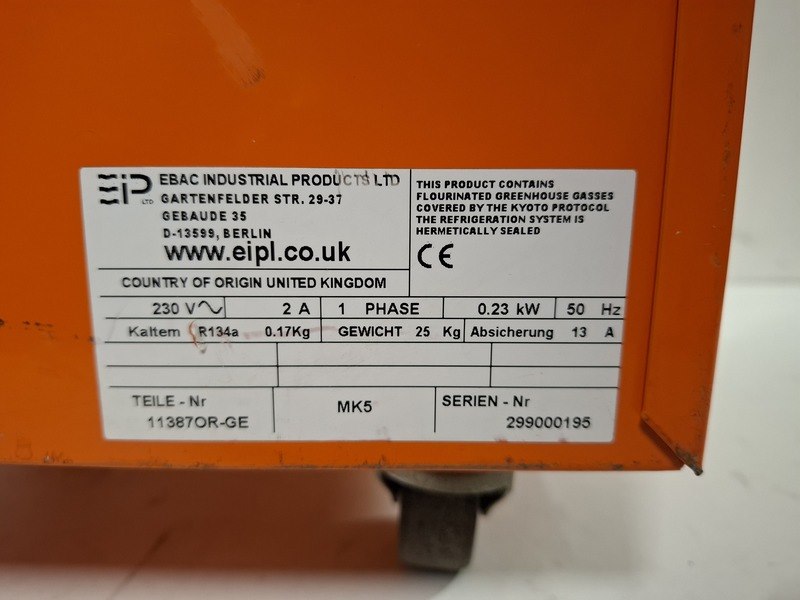 EIP LTD
EBAC INDUSTRIAL PRODUCTS LTD
GARTENFELDER STR. 29-37
GEBAUDE 35
D-13599, BERLIN
www.eipl.co.uk
COUNTRY OF ORIGIN UNITED KINGDOM
THIS PRODUCT CONTAINS
FLOURINATED GREENHOUSE GASSES
COVERED BY THE KYOTO PROTOCOL
THE REFRIGERATION SYSTEM IS
HERMETICALLY SEALED
CE
230 V 2 A 1 PHASE 0.23 kW 50 Hz
Kaltem R134a 0.17Kg GEWICHT 25 Kg Absicherung 13 A
TEILE - Nr
11387OR-GE
MK5
SERIEN - Nr
299000195